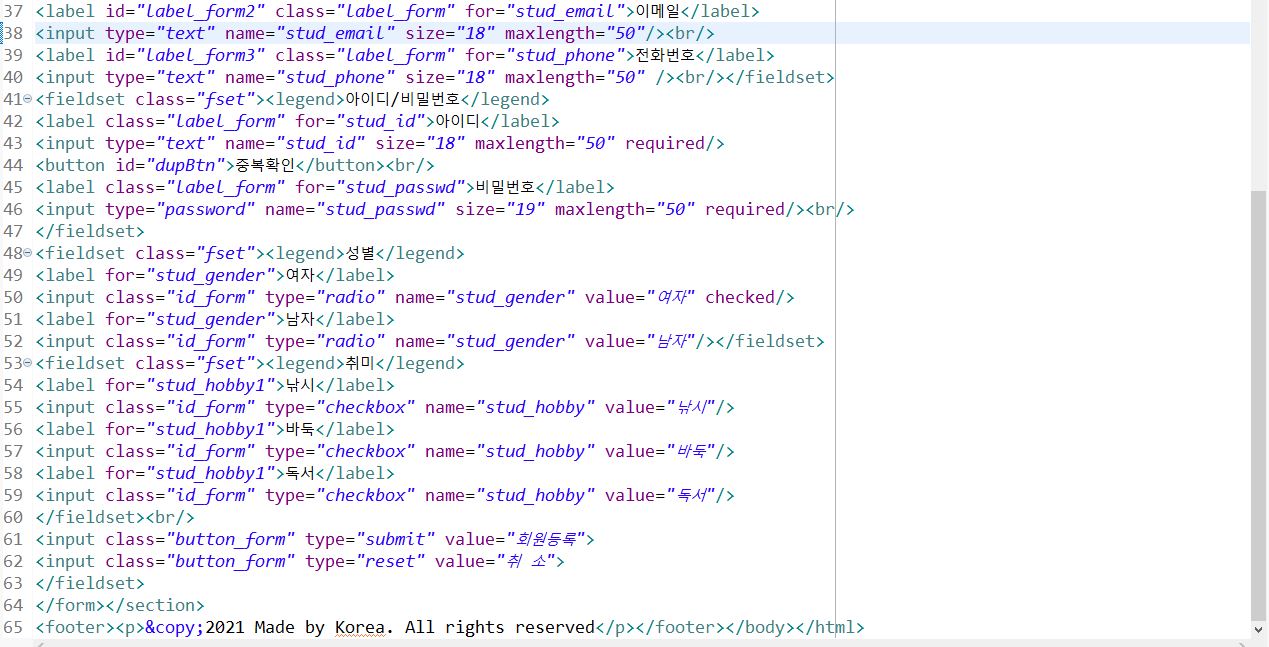 37 <label id="label_form2" class="label_form" for="stud_email">이메일</label>
38 <input type="text" name="stud_email" size="18" maxlength="50"/><br/>
39 <label id="label_form3" class="label_form" for="stud_phone">전화번호</label>
40 <input type="text" name="stud_phone" size="18" maxlength="50" /><br/></fieldset>
41 <fieldset class="fset"><legend>아이디/비밀번호</legend>
42 <label class="label_form" for="stud_id">아이디</label>
43 <input type="text" name="stud_id" size="18" maxlength="50" required/>
44 <button id="dupBtn">중복확인</button><br/>
45 <label class="label_form" for="stud_passwd">비밀번호</label>
46 <input type="password" name="stud_passwd" size="19" maxlength="50" required/><br/>
47 </fieldset>
48 <fieldset class="fset"><legend>성별</legend>
49 <label for="stud_gender">여자</label>
50 <input class="id_form" type="radio" name="stud_gender" value="여자" checked/>
51 <label for="stud_gender">남자</label>
52 <input class="id_form" type="radio" name="stud_gender" value="남자"/></fieldset>
53 <fieldset class="fset"><legend>취미</legend>
54 <label for="stud_hobby1">낚시</label>
55 <input class="id_form" type="checkbox" name="stud_hobby" value="낚시"/>
56 <label for="stud_hobby1">바둑</label>
57 <input class="id_form" type="checkbox" name="stud_hobby" value="바둑"/>
58 <label for="stud_hobby1">독서</label>
59 <input class="id_form" type="checkbox" name="stud_hobby" value="독서"/>
60 </fieldset><br/>
61 <input class="button_form" type="submit" value="회원등록">
62 <input class="button_form" type="reset" value="취 소">
63 </fieldset>
64 </form></section>
65 <footer><p>&copy;2021 Made by Korea. All rights reserved</p></footer></body></html>